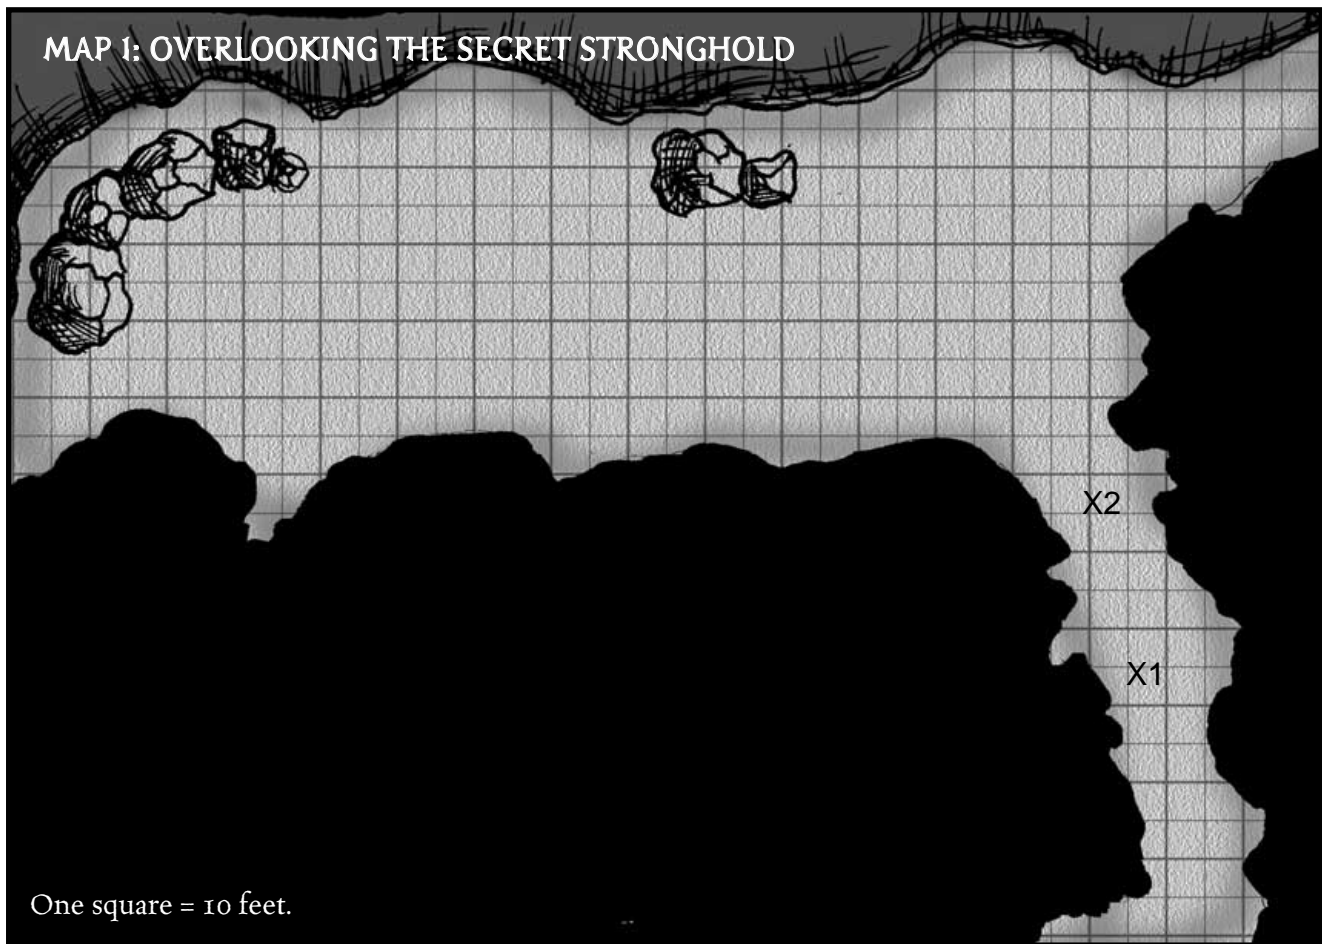 MAP 1: OVERLOOKING THE SECRET STRONGHOLD
X2
X1
One square = 10 feet.